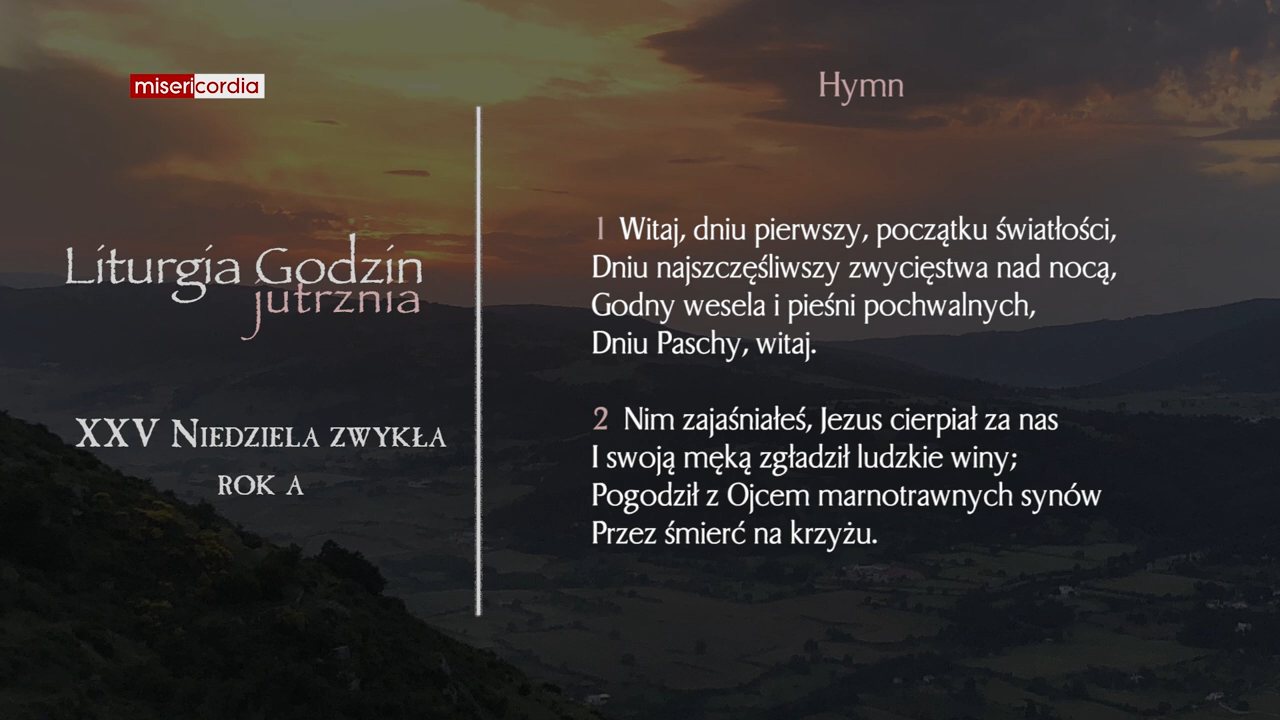 misericordia
Liturgia Godzin
jutrznia
XXV Niedziela zwykła
rok A
Hymn
1 Witaj, dniu pierwszy, początku światłości,
Dniu najszczęśliwszy zwycięstwa nad nocą,
Godny wesela i pieśni pochwalnych,
Dniu Paschy, witaj.
2 Nim zajaśniałeś, Jezus cierpiał za nas
I swoją męką zgładził ludzkie winy;
Pogodził z Ojcem marnotrawnych synów
Przez śmierć na krzyżu.